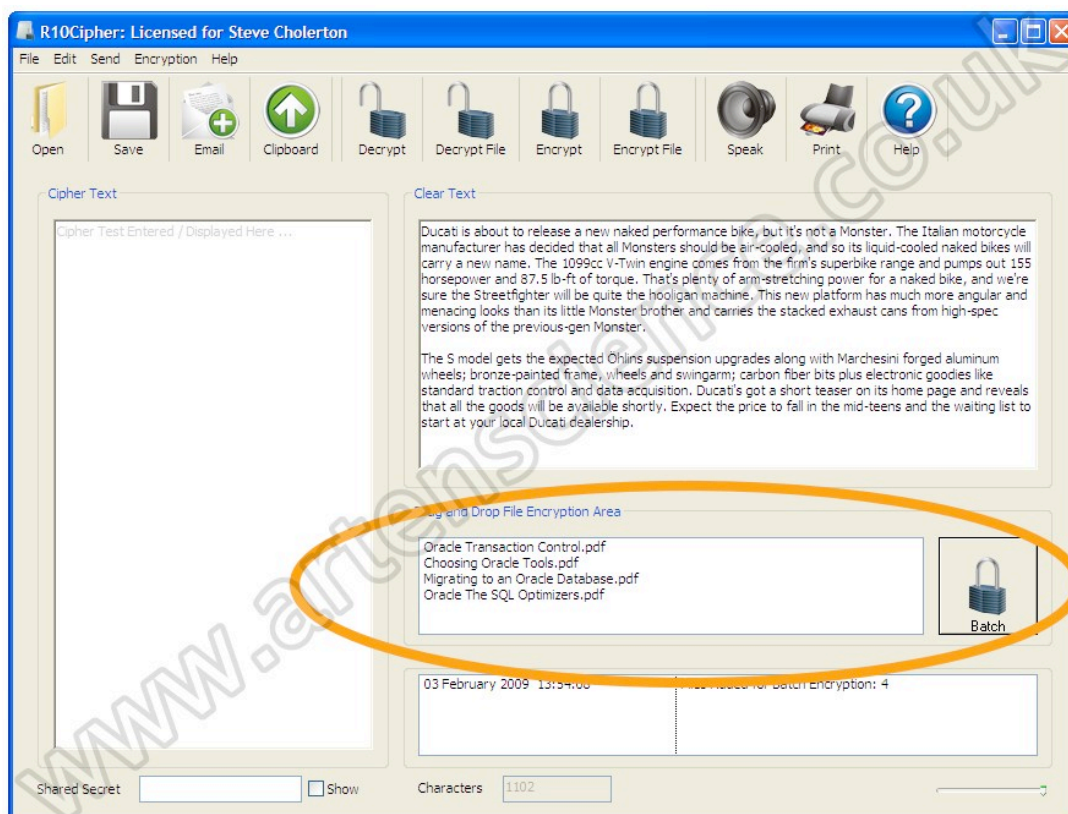 R10Cipher: Licensed for Steve Cholerton
File Edit Send Encryption Help
Open Save Email Clipboard Decrypt Decrypt File Encrypt Encrypt File Speak Print Help
Cipher Text
Cipher Test Entered / Displayed Here ...
Clear Text
Ducati is about to release a new naked performance bike, but it's not a Monster. The Italian motorcycle
manufacturer has decided that all Monsters should be air-cooled, and so its liquid-cooled naked bikes will
carry a new name. The 1099cc V-Twin engine comes from the firm's superbike range and pumps out 155
horsepower and 87.5 lb-ft of torque. That's plenty of arm-stretching power for a naked bike, and we're
sure the Streetfighter will be quite the hooligan machine. This new platform has much more angular and
menacing looks than its little Monster brother and carries the stacked exhaust cans from high-spec
versions of the previous-gen Monster.
The S model gets the expected Öhlins suspension upgrades along with Marchesini forged aluminum
wheels; bronze-painted frame, wheels and swingarm; carbon fiber bits plus electronic goodies like
standard traction control and data acquisition. Ducati's got a short teaser on its home page and reveals
that all the goods will be available shortly. Expect the price to fall in the mid-teens and the waiting list to
start at your local Ducati dealership.
Drag and Drop File Encryption Area
Oracle Transaction Control.pdf
Choosing Oracle Tools.pdf
Migrating to an Oracle Database.pdf
Oracle The SQL Optimizers.pdf
Batch
03 February 2009 Files Added for Batch Encryption: 4
Shared Secret Show Characters 1102
www.artenscience.co.uk